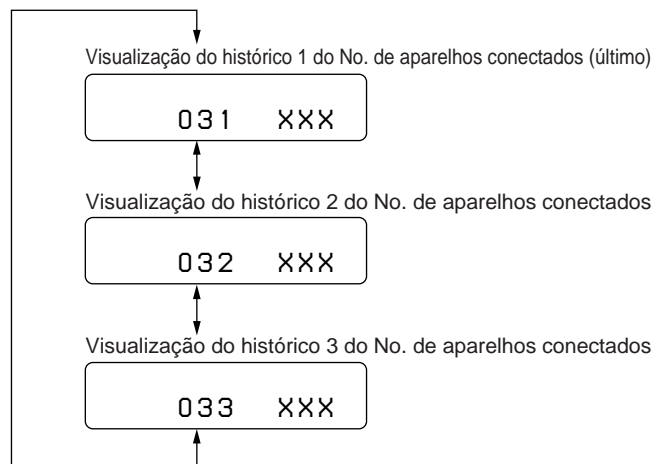 Visualização do histórico 1 do No. de aparelhos conectados (último)
031 XXX
Visualização do histórico 2 do No. de aparelhos conectados
032 XXX
Visualização do histórico 3 do No. de aparelhos conectados
033 XXX